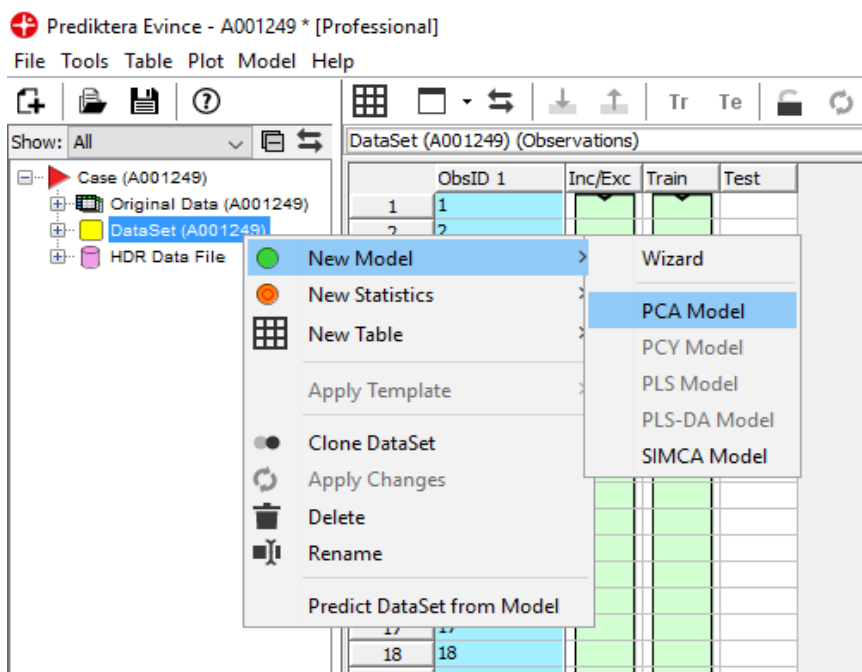 Prediktera Evince - A001249 * [Professional]
File Tools Table Plot Model Help
Tr Te
Show: All
DataSet (A001249) (Observations)
Case (A001249)
Original Data (A001249)
DataSet (A001249)
HDR Data File
ObsID 1 Inc/Exc Train Test
1 1
2 2
New Model
New Statistics
New Table
Apply Template
Clone DataSet
Apply Changes
Delete
Rename
Predict DataSet from Model
Wizard
PCA Model
PCY Model
PLS Model
PLS-DA Model
SIMCA Model
17 17
18 18